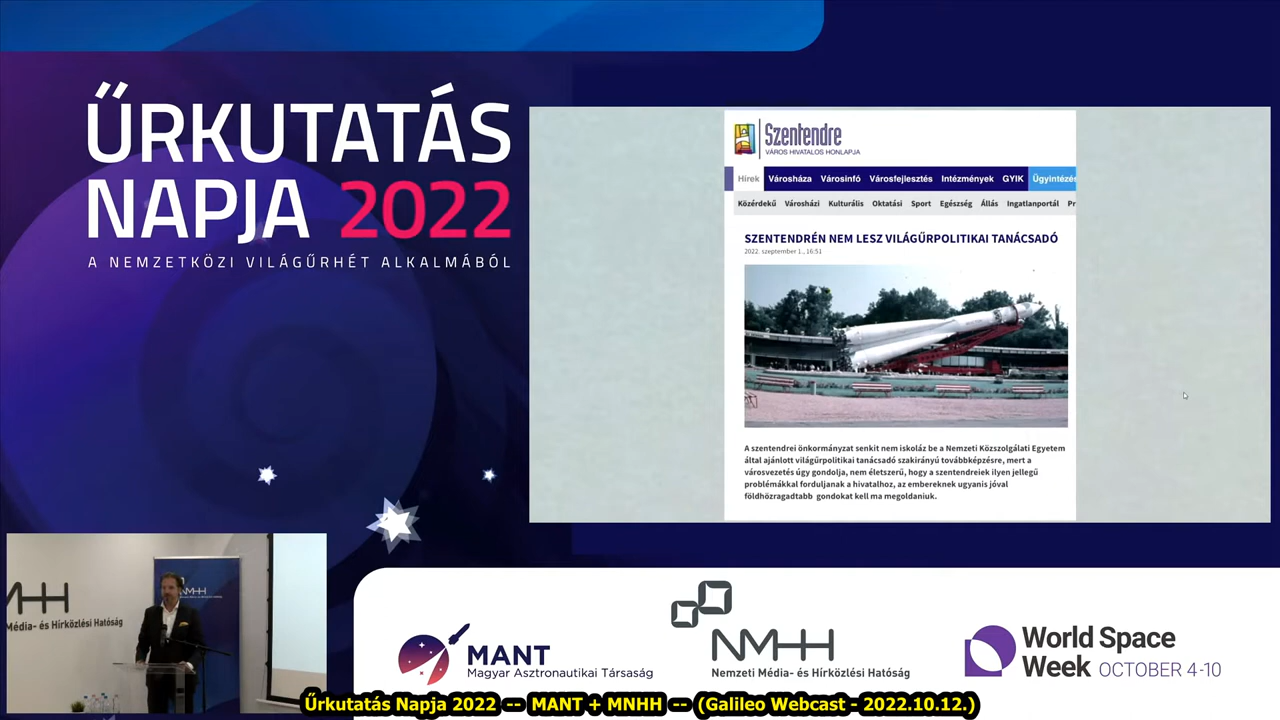 ŰRKUTATÁS
NAPJA 2022
A NEMZETKÖZI VILÁGŰRHÉT ALKALMÁBÓL
Szentendre
VÁROS HIVATALOS HONLAPJA
Hírek Városháza Városinfó Városfejlesztés Intézmények GYIK Ügyintézés
Közérdekű Városházi Kulturális Oktatási Sport Egészség Állás Ingatlanportál Pr
SZENTENDRÉN NEM LESZ VILÁGŰRPOLITIKAI TANÁCSADÓ
2022. szeptember 1., 16:51
A szentendrei önkormányzat senkit nem iskoláz be a Nemzeti Közszolgálati Egyetem
által ajánlott világűrpolitikai tanácsadó szakirányú továbbképzésre, mert a
városvezetés úgy gondolja, nem életszerű, hogy a szentendreiek ilyen jellegű
problémákkal forduljanak a hivatalhoz, az embereknek ugyanis jóval
földhözragadtabb gondokat kell ma megoldaniuk.
NMHH
Média- és Hírközlési Hatóság
NMHH
MANT
Magyar Asztronautikai Társaság
NMHH
Nemzeti Média- és Hírközlési Hatóság
World Space
Week OCTOBER 4-10
Űrkutatás Napja 2022 -- MANT + MNHH -- (Galileo Webcast - 2022.10.12.)